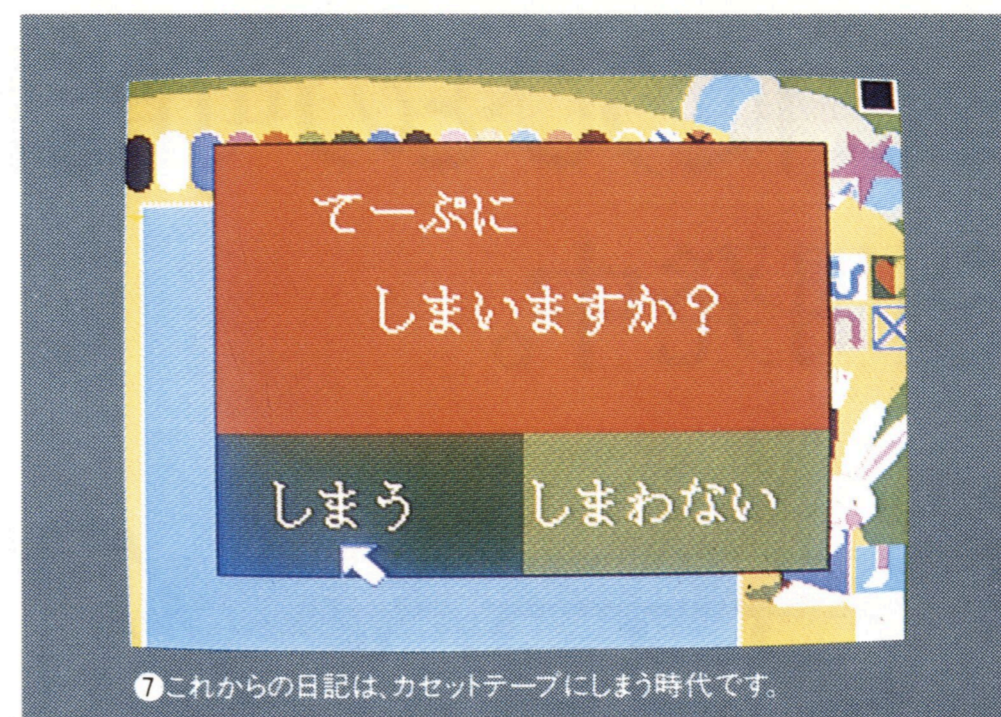 てーぷに
しまいますか?
しまう
しまわない
❼これからの日記は、カセットテープにしまう時代です。